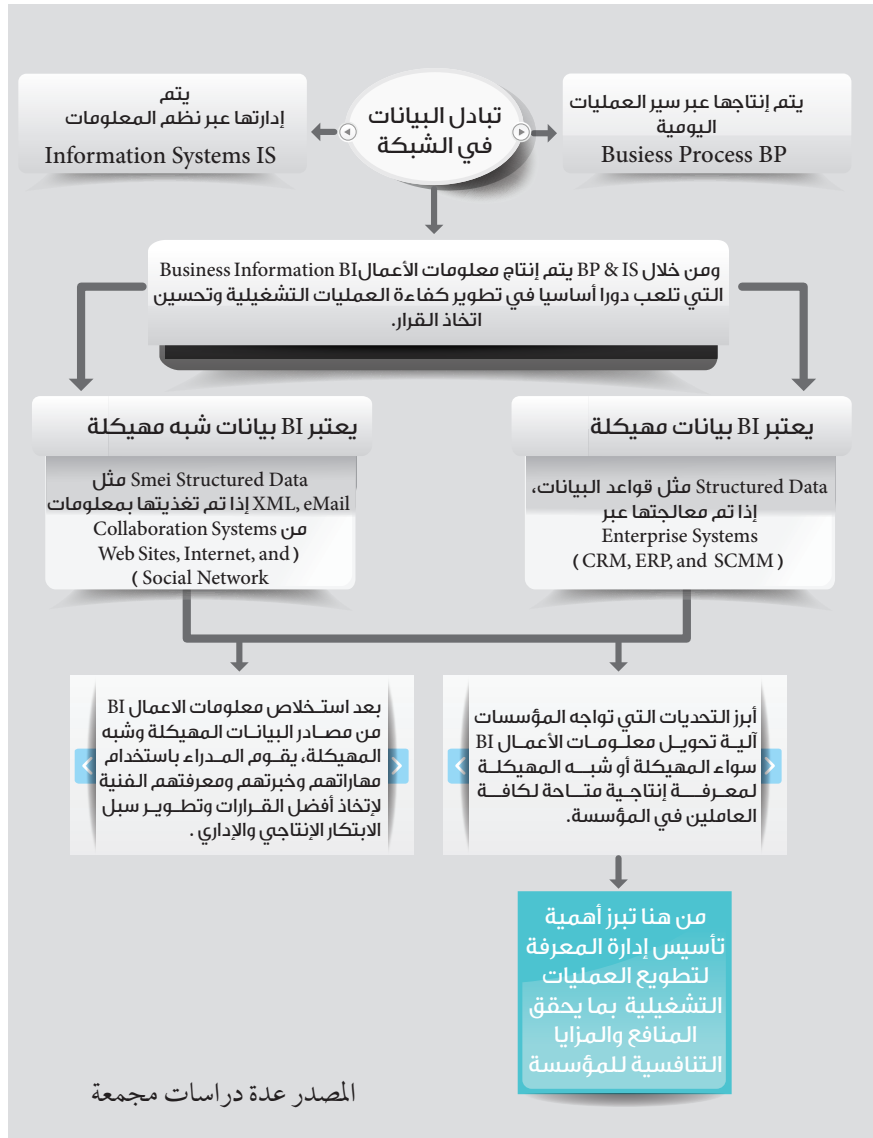 تبادل البيانات
في الشبكة
يتم إنتاجها عبر سير العمليات
اليومية
Busiess Process BP
يتم
إدارتها عبر نظم المعلومات
Information Systems IS
ومن خلال BP & IS يتم إنتاج معلومات الأعمالBusiness Information BI
التي تلعب دورا أساسيا في تطوير كفاءة العمليات التشغيلية وتحسين
اتخاذ القرار.
يعتبر BI بيانات مهيكلة
Structured Data مثل قواعد البيانات،
إذا تم معالجتها عبر
Enterprise Systems
( CRM, ERP, and SCMM )
يعتبر BI بيانات شبه مهيكلة
Smei Structured Data مثل
XML, eMail إذا تم تغذيتها بمعلومات
من Collaboration Systems
Web Sites, Internet, and )
( Social Network
أبرز التحديات التي تواجه المؤسسات
آلية تحويل معلومات الأعمال BI
سواء المهيكلة أو شبه المهيكلة
لمعرفة إنتاجية متاحة لكافة
العاملين في المؤسسة.
بعد استخلاص معلومات الاعمال BI
من مصادر البيانات المهيكلة وشبه
المهيكلة، يقوم المدراء باستخدام
مهاراتهم وخبرتهم ومعرفتهم الفنية
لإتخاذ أفضل القرارات وتطوير سبل
الابتكار الإنتاجي والإداري .
من هنا تبرز أهمية
تأسيس إدارة المعرفة
لتطويع العمليات
التشغيلية بما يحقق
المنافع والمزايا
التنافسية للمؤسسة
المصدر عدة دراسات مجمعة